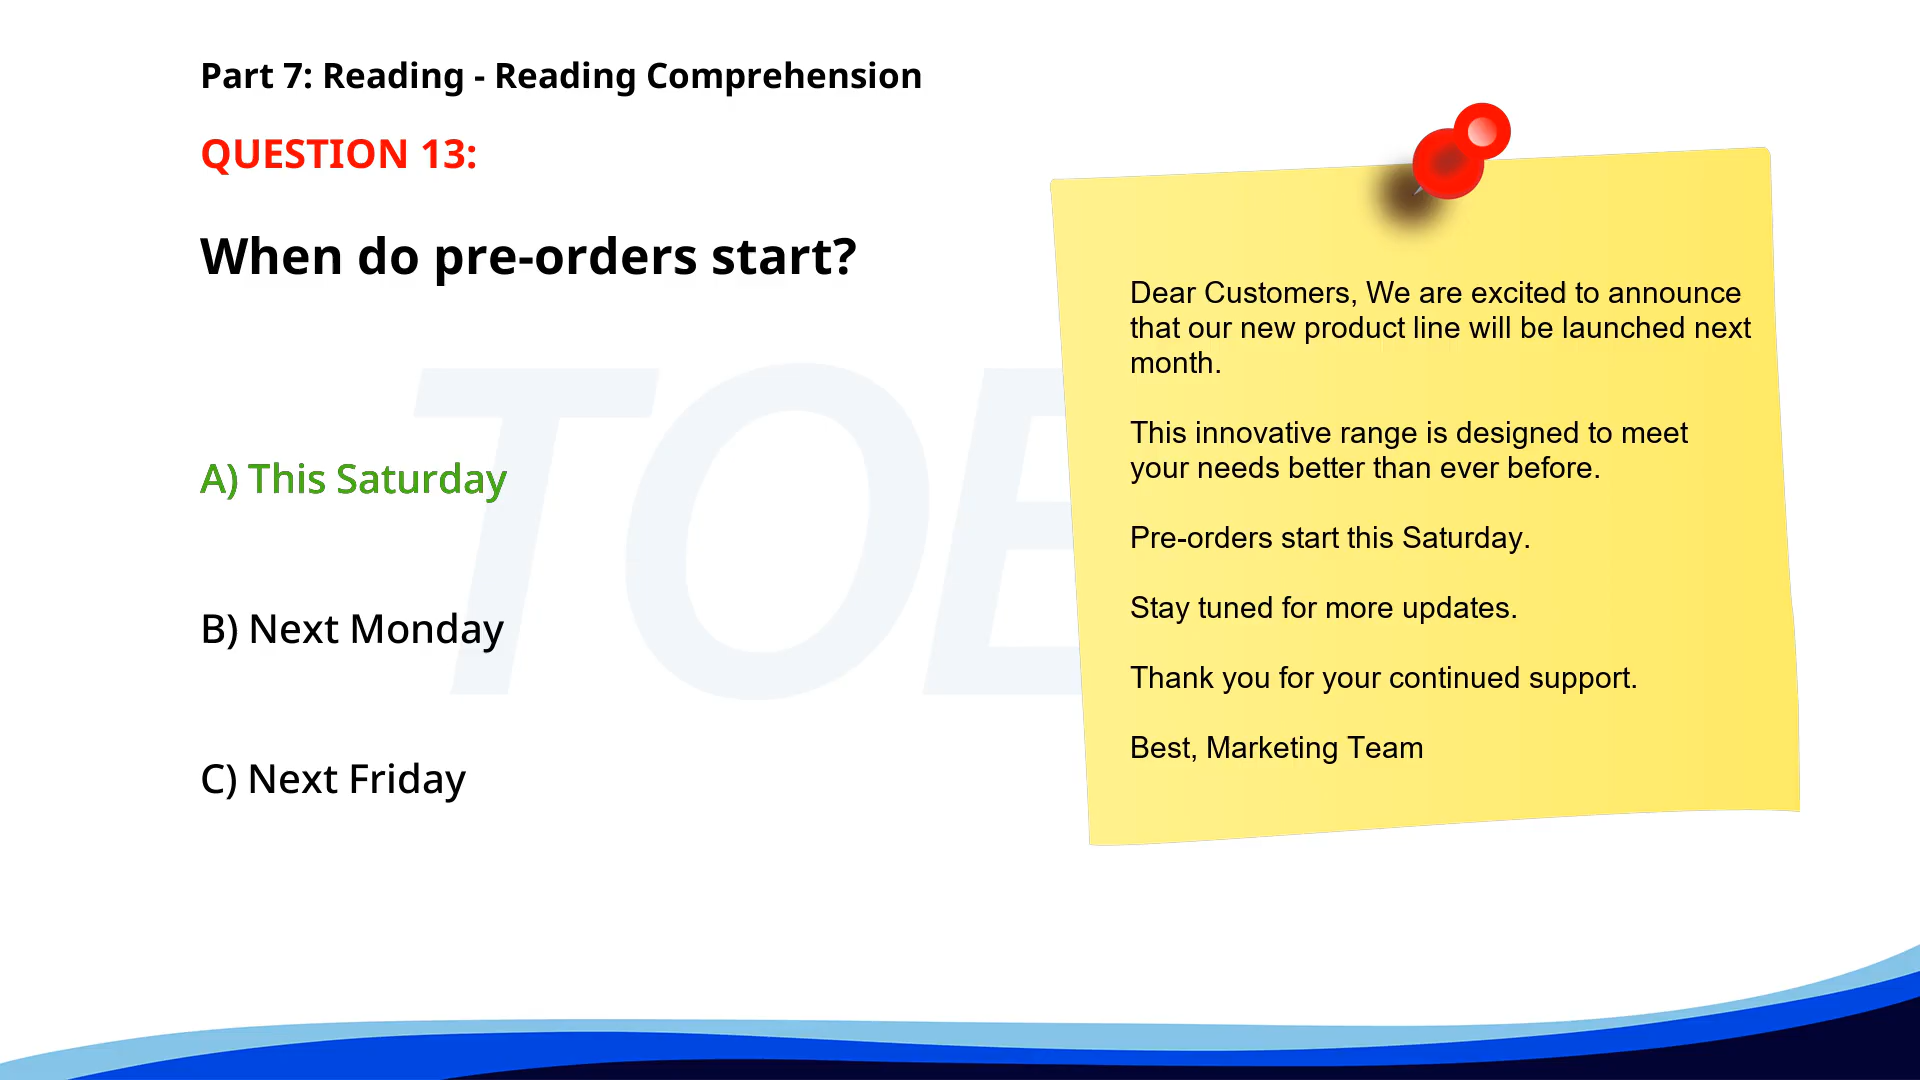 Part 7: Reading - Reading Comprehension
QUESTION 13:
When do pre-orders start?
A) This Saturday
B) Next Monday
C) Next Friday
Dear Customers, We are excited to announce
that our new product line will be launched next
month.
This innovative range is designed to meet
your needs better than ever before.
Pre-orders start this Saturday.
Stay tuned for more updates.
Thank you for your continued support.
Best, Marketing Team
TOE